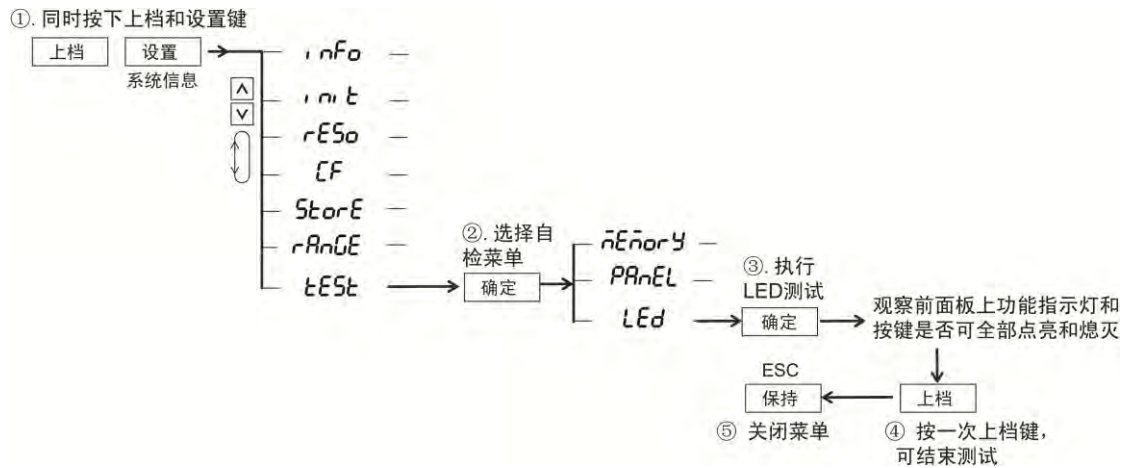 ①. 同时按下上档和设置键
上档 设置
系统信息
∧
∨
inFo
init
rESo
CF
StorE
rAnGE
tESt
②. 选择自
检菜单
确定
mEmorY
PAnEL
LEd
③. 执行
LED测试
确定
观察前面板上功能指示灯和
按键是否可全部点亮和熄灭
上档
④ 按一次上档键，
可结束测试
ESC
保持
⑤ 关闭菜单